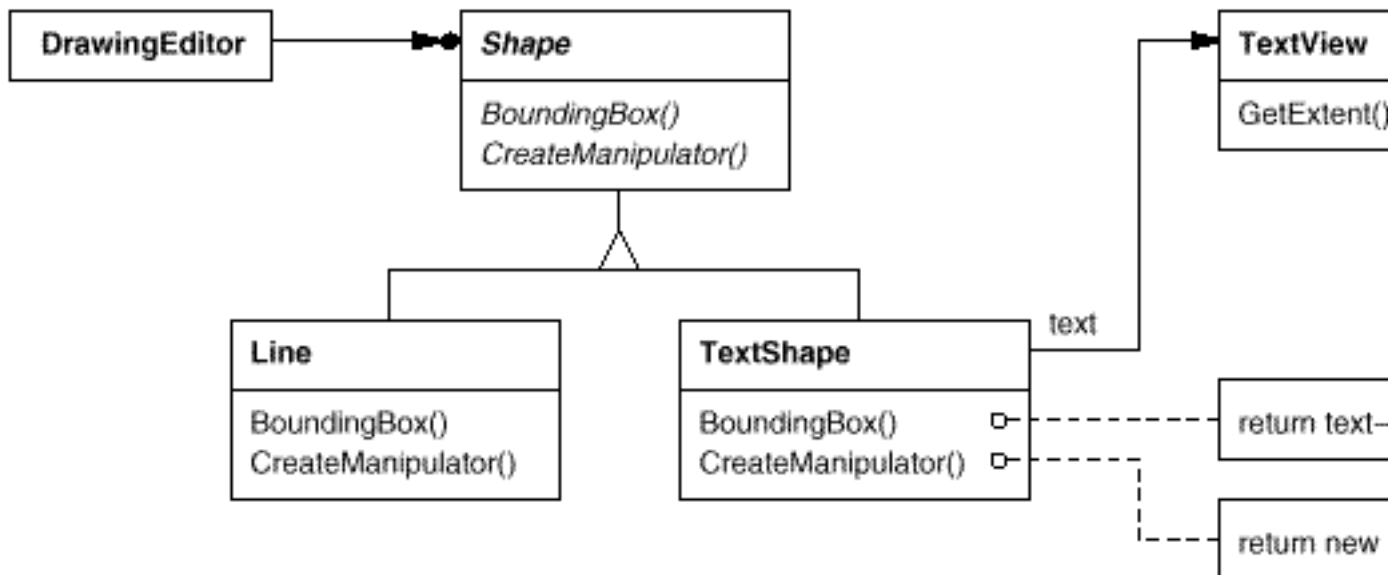 DrawingEditor
Shape
BoundingBox()
CreateManipulator()
TextView
GetExtent()
Line
BoundingBox()
CreateManipulator()
TextShape
BoundingBox()
CreateManipulator()
text
return text–
return new